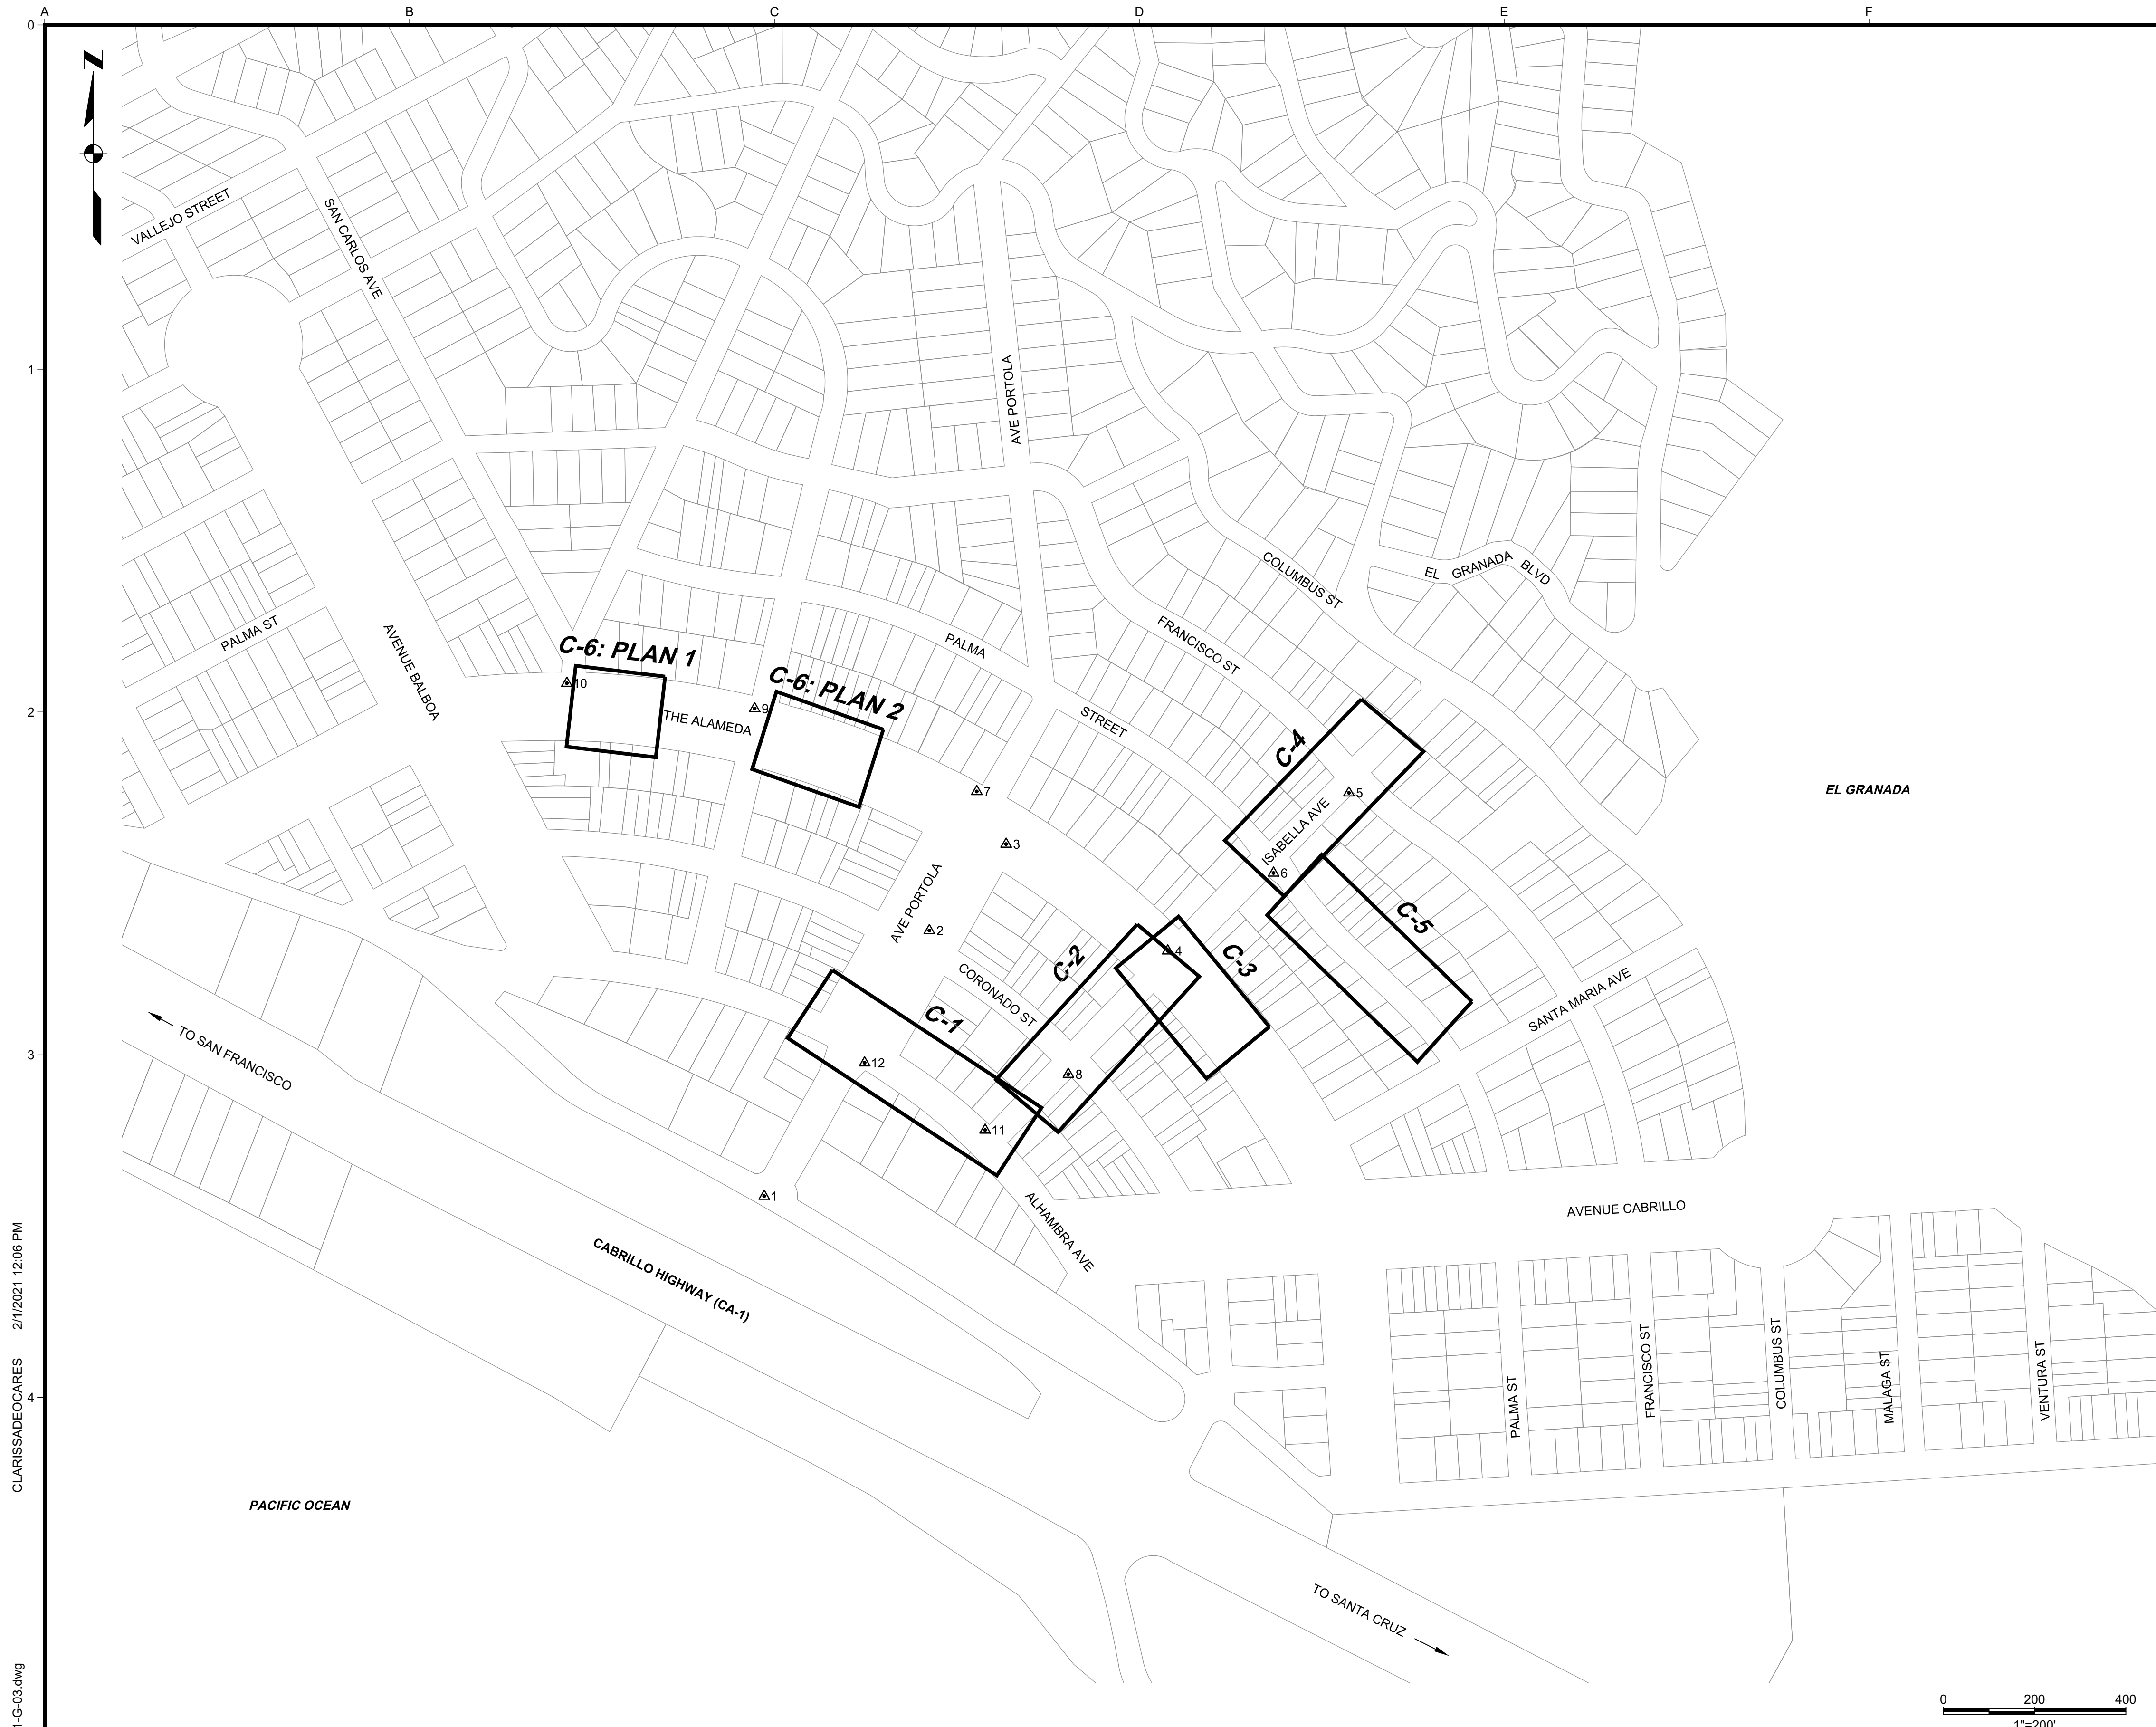 A B C D E F
0
N
VALLEJO STREET
SAN CARLOS AVE
1
AVE PORTOLA
COLUMBUS ST
EL GRANADA BLVD
PALMA ST
AVENUE BALBOA
PALMA
FRANCISCO ST
C-6: PLAN 1
10
C-6: PLAN 2
9
THE ALAMEDA
2
STREET
C-4
7
5
EL GRANADA
3
ISABELLA AVE
6
AVE PORTOLA
2
C-5
C-2
4
C-3
CORONADO ST
SANTA MARIA AVE
C-1
TO SAN FRANCISCO
3
12
8
11
1
ALHAMBRA AVE
AVENUE CABRILLO
CABRILLO HIGHWAY (CA-1)
4
PALMA ST
FRANCISCO ST
COLUMBUS ST
MALAGA ST
VENTURA ST
PACIFIC OCEAN
TO SANTA CRUZ
0 200 400
1"=200'
2/1/2021 12:06 PM
CLARISSADEOCARES
1-G-03.dwg